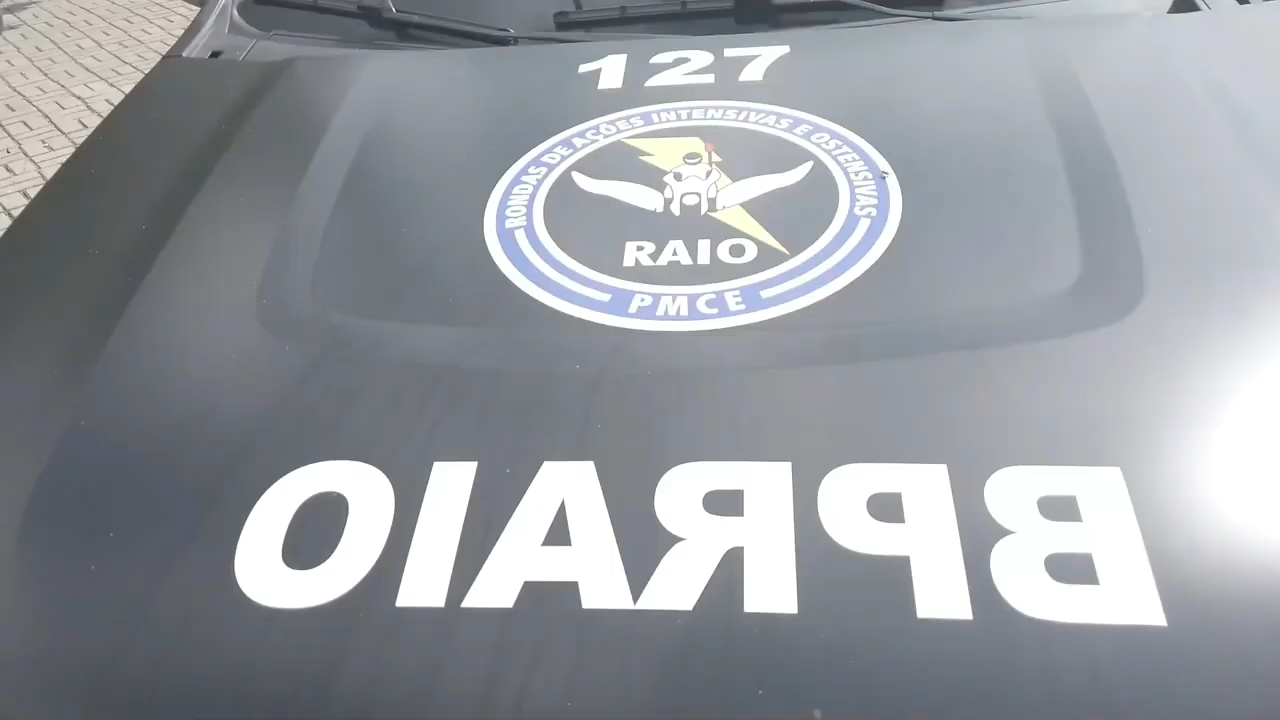 127
RONDAS DE AÇÕES INTENSIVAS E OSTENSIVAS
RAIO
PMCE
BPRAIO